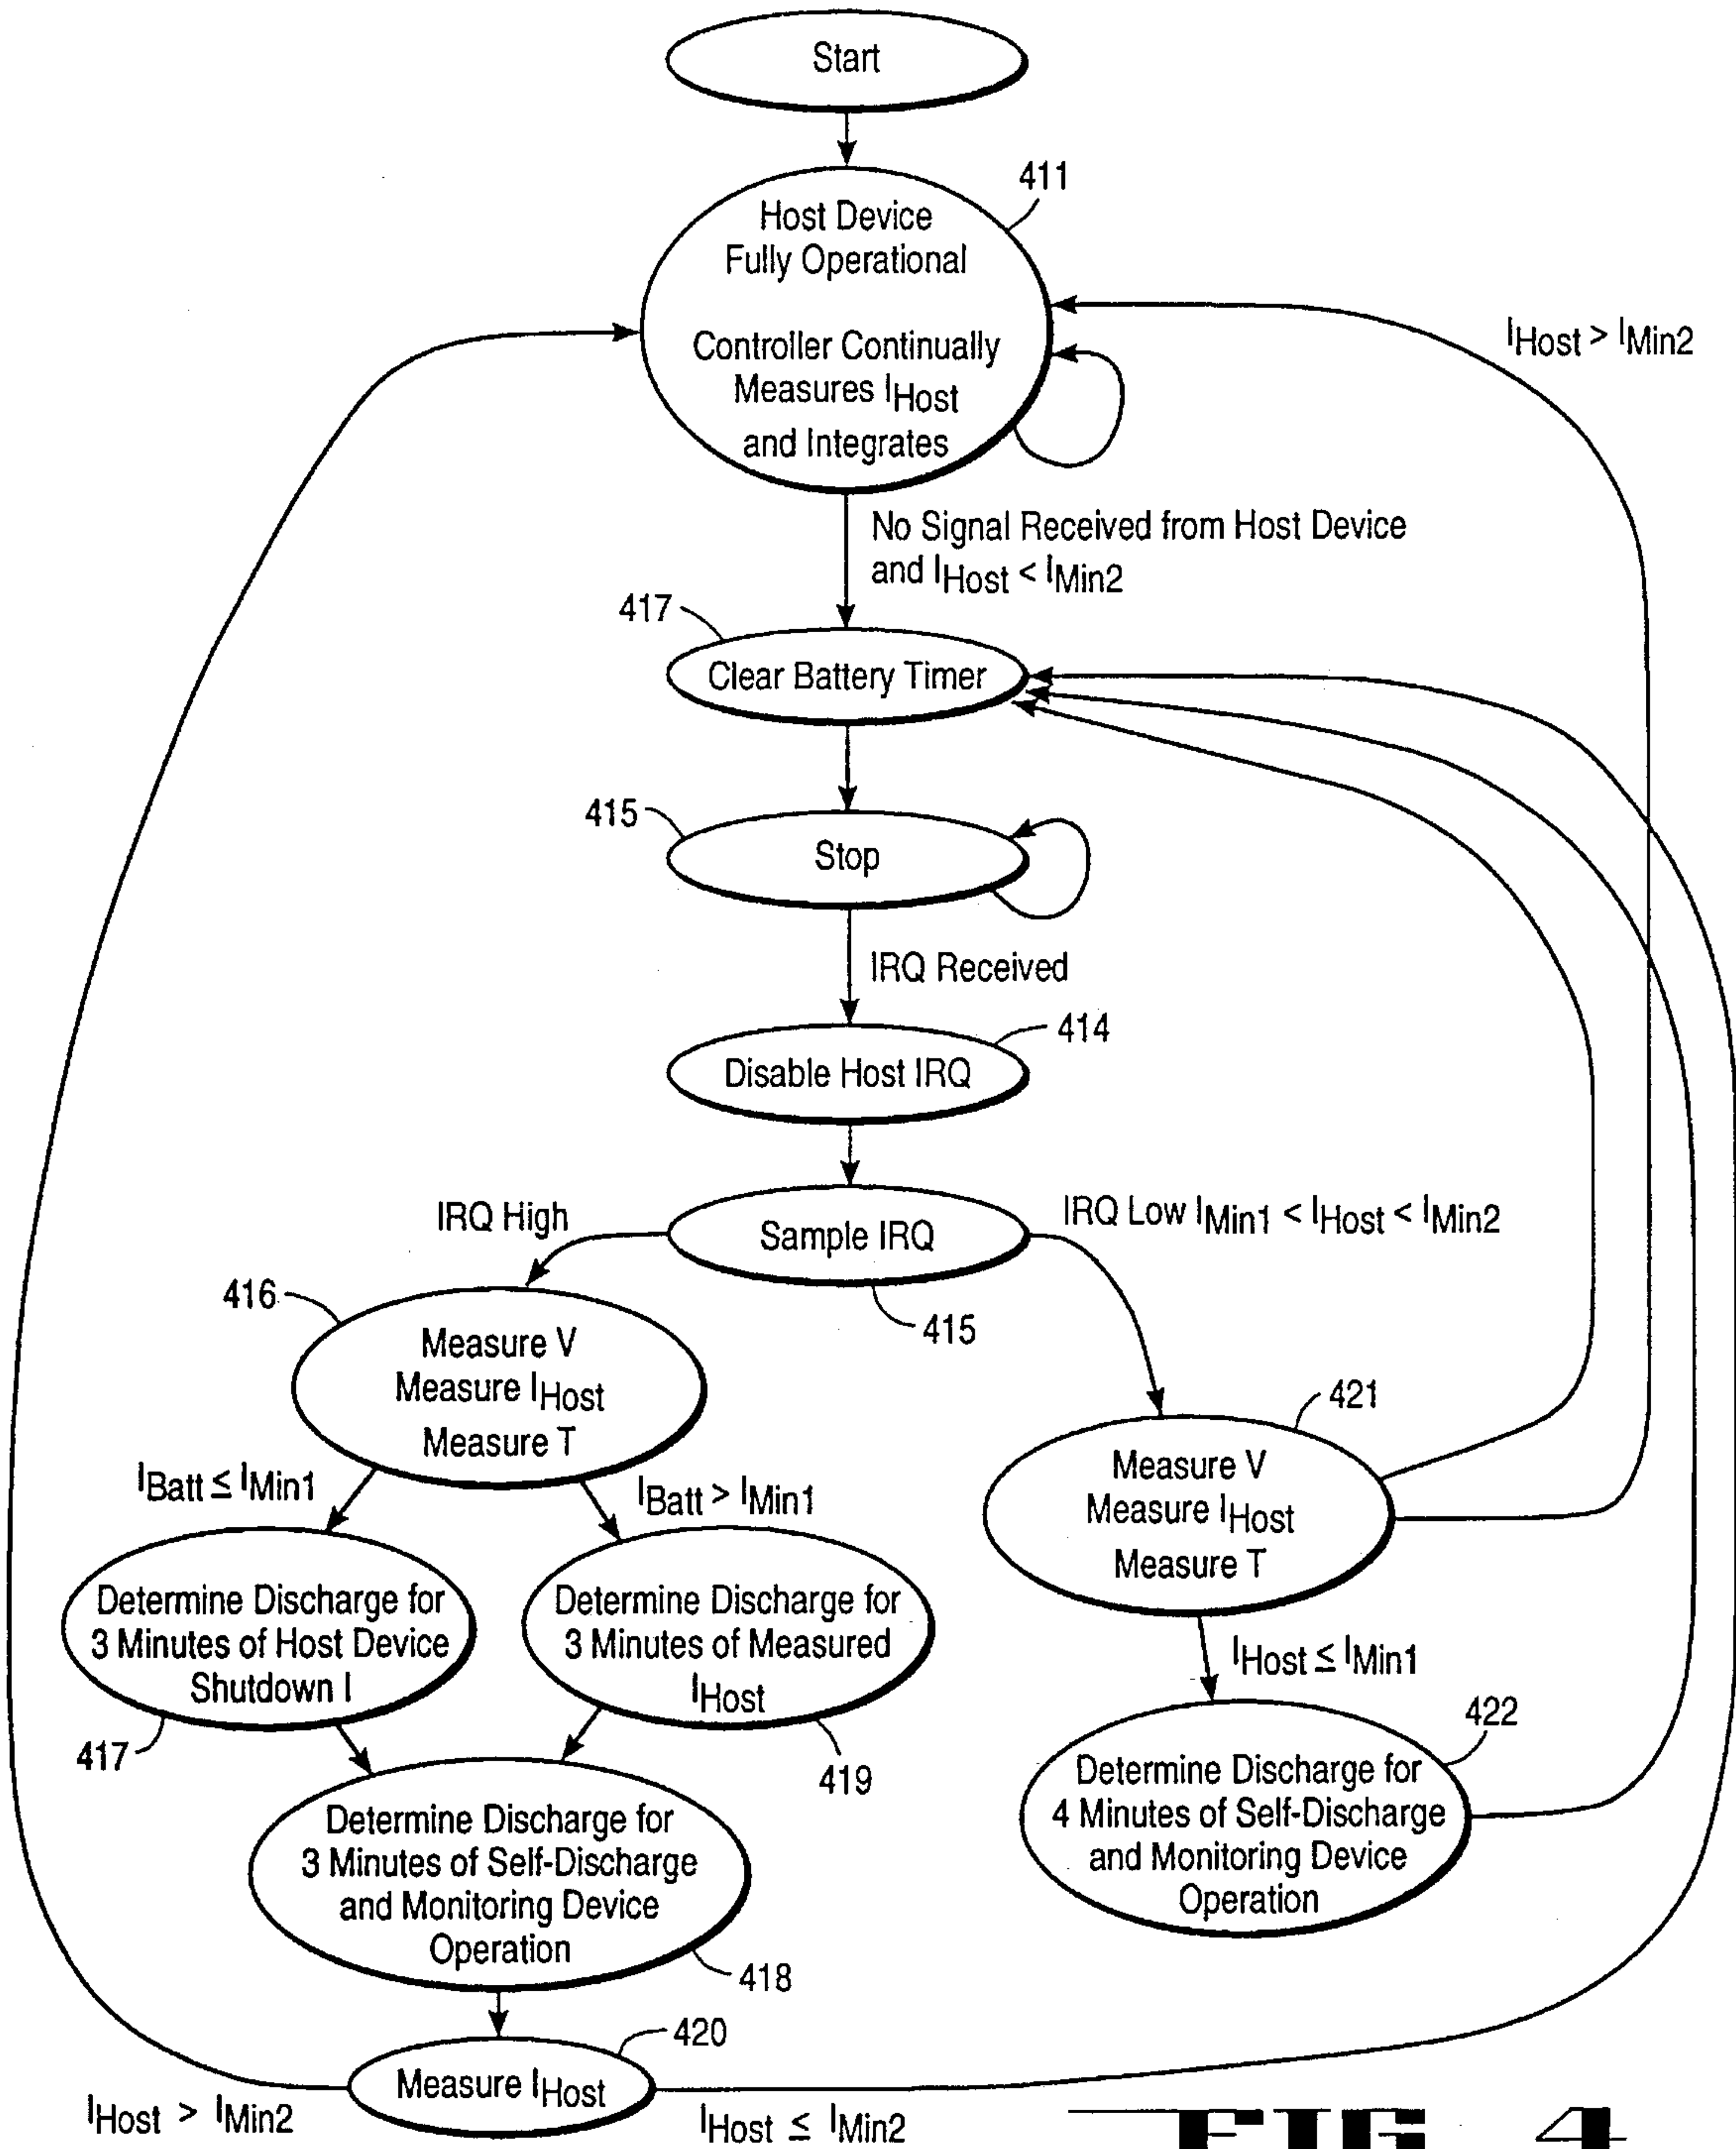 Start
411
Host Device
Fully Operational
Controller Continually
Measures IHost
and Integrates
IHost > IMin2
No Signal Received from Host Device
and IHost < IMin2
417
Clear Battery Timer
415
Stop
IRQ Received
414
Disable Host IRQ
IRQ High
Sample IRQ
IRQ Low IMin1 < IHost < IMin2
415
416
Measure V
Measure IHost
Measure T
421
Measure V
Measure IHost
Measure T
IBatt ≤ IMin1
IBatt > IMin1
Determine Discharge for
3 Minutes of Host Device
Shutdown I
417
Determine Discharge for
3 Minutes of Measured
IHost
419
IHost ≤ IMin1
422
Determine Discharge for
4 Minutes of Self-Discharge
and Monitoring Device
Operation
Determine Discharge for
3 Minutes of Self-Discharge
and Monitoring Device
Operation
418
420
Measure IHost
IHost > IMin2
IHost ≤ IMin2
FIG 4